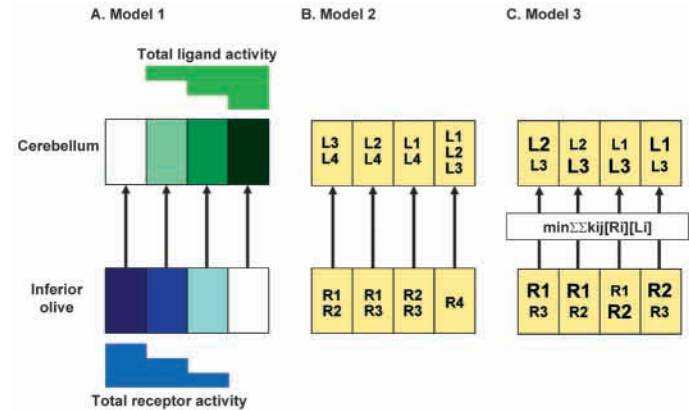 A. Model 1
B. Model 2
C. Model 3
Total ligand activity
Cerebellum
L3
L4
L2
L4
L1
L4
L1
L2
L3
L2
L3
L2
L3
L1
L3
L1
L3
minΣΣkij[Ri][Li]
Inferior
olive
R1
R2
R1
R3
R2
R3
R4
R1
R3
R1
R2
R1
R2
R2
R3
Total receptor activity